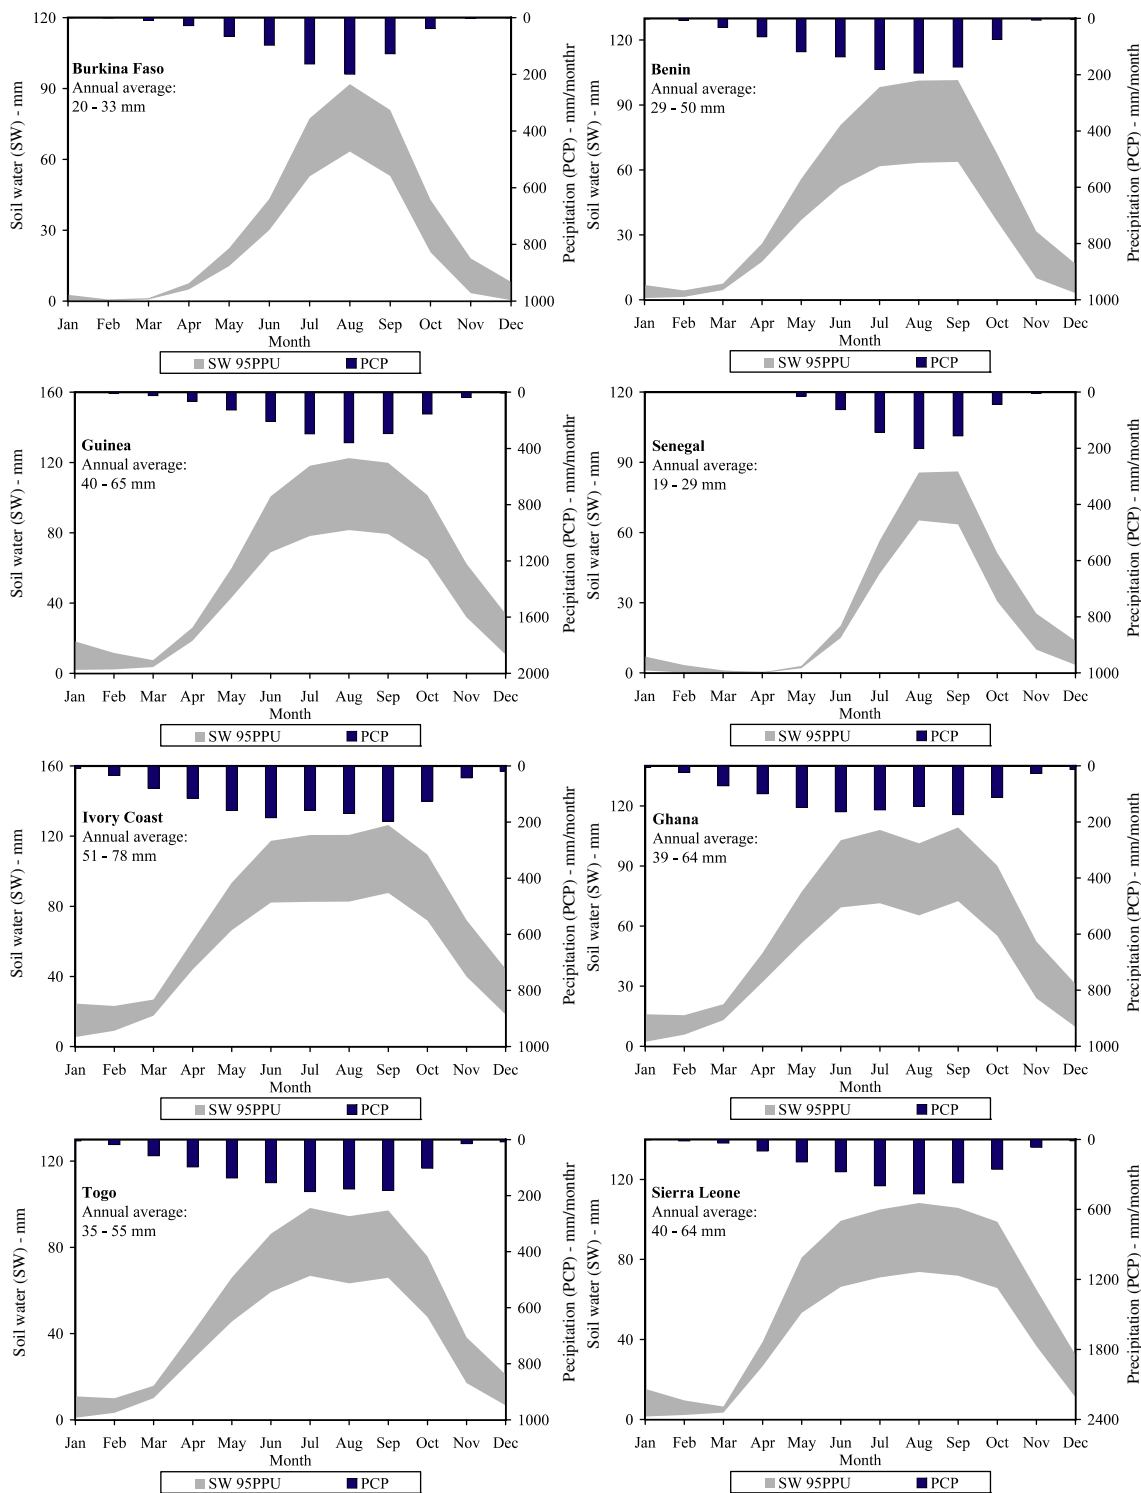 Burkina Faso
Annual average:
20 - 33 mm
Soil water (SW) - mm
120
90
60
30
0
Pecipitation (PCP) - mm/monthr
0
200
400
600
800
1000
Jan Feb Mar Apr May Jun Jul Aug Sep Oct Nov Dec
Month
SW 95PPU PCP
Benin
Annual average:
29 - 50 mm
Soil water (SW) - mm
120
90
60
30
0
Precipitation (PCP) - mm/month
0
200
400
600
800
1000
Jan Feb Mar Apr May Jun Jul Aug Sep Oct Nov Dec
Month
SW 95PPU PCP
Guinea
Annual average:
40 - 65 mm
Soil water (SW) - mm
160
120
80
40
0
Pecipitation (PCP) - mm/monthr
0
400
800
1200
1600
2000
Jan Feb Mar Apr May Jun Jul Aug Sep Oct Nov Dec
Month
SW 95PPU PCP
Senegal
Annual average:
19 - 29 mm
Soil water (SW) - mm
120
90
60
30
0
Precipitation (PCP) - mm/month
0
200
400
600
800
1000
Jan Feb Mar Apr May Jun Jul Aug Sep Oct Nov Dec
Month
SW 95PPU PCP
Ivory Coast
Annual average:
51 - 78 mm
Soil water (SW) - mm
160
120
80
40
0
Pecipitation (PCP) - mm/monthr
0
200
400
600
800
1000
Jan Feb Mar Apr May Jun Jul Aug Sep Oct Nov Dec
Month
SW 95PPU PCP
Ghana
Annual average:
39 - 64 mm
Soil water (SW) - mm
120
90
60
30
0
Precipitation (PCP) - mm/month
0
200
400
600
800
1000
Jan Feb Mar Apr May Jun Jul Aug Sep Oct Nov Dec
Month
SW 95PPU PCP
Togo
Annual average:
35 - 55 mm
Soil water (SW) - mm
120
90
60
30
0
Pecipitation (PCP) - mm/monthr
0
200
400
600
800
1000
Jan Feb Mar Apr May Jun Jul Aug Sep Oct Nov Dec
Month
SW 95PPU PCP
Sierra Leone
Annual average:
40 - 64 mm
Soil water (SW) - mm
120
80
40
0
Precipitation (PCP) - mm/month
0
600
1200
1800
2400
Jan Feb Mar Apr May Jun Jul Aug Sep Oct Nov Dec
Month
SW 95PPU PCP